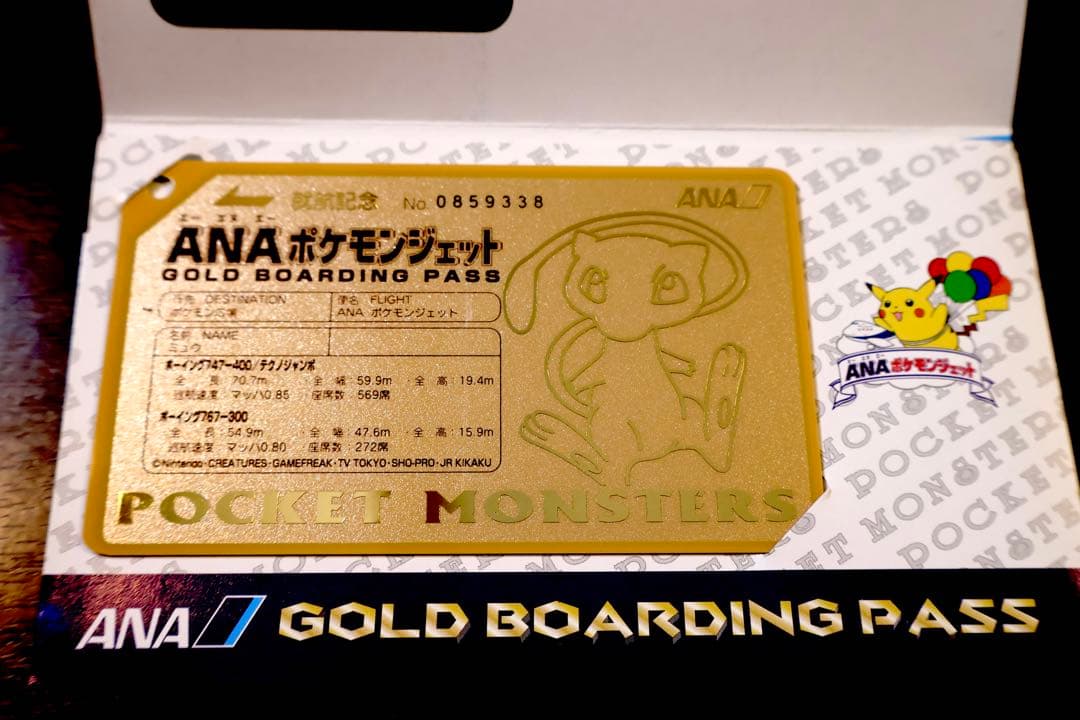 就航記念 No. 0859338 ANA
エー エヌ エー
ANAポケモンジェット
GOLD BOARDING PASS
行先 DESTINATION 便名 FLIGHT
ANA ポケモンジェット
名前 NAME
ミュウ
ボーイング747-400/テクノジャンボ
全長 70.7m ・全幅:59.9m ・全高:19.4m
巡航速度:マッハ0.85 座席数 569席
ボーイング767-300
全長 54.9m ・全幅:47.6m ・全高:15.9m
巡航速度 マッハ0.80 座席数:272席
©Nintendo・CREATURES・GAMEFREAK・TV TOKYO・SHO-PRO・JR KIKAKU
POCKET MONSTERS
ANAポケモンジェット
POCKET MONSTERS
ANA GOLD BOARDING PASS